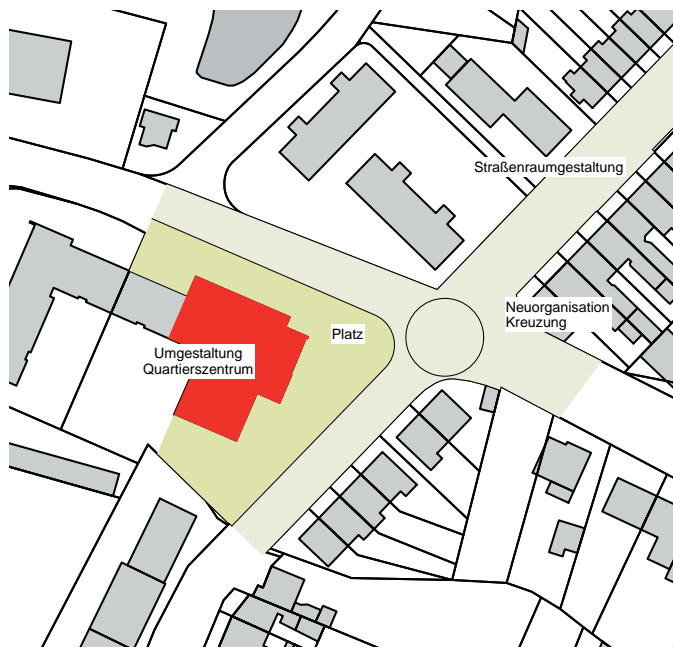 Straßenraumgestaltung
Neuorganisation
Kreuzung
Platz
Umgestaltung
Quartierszentrum